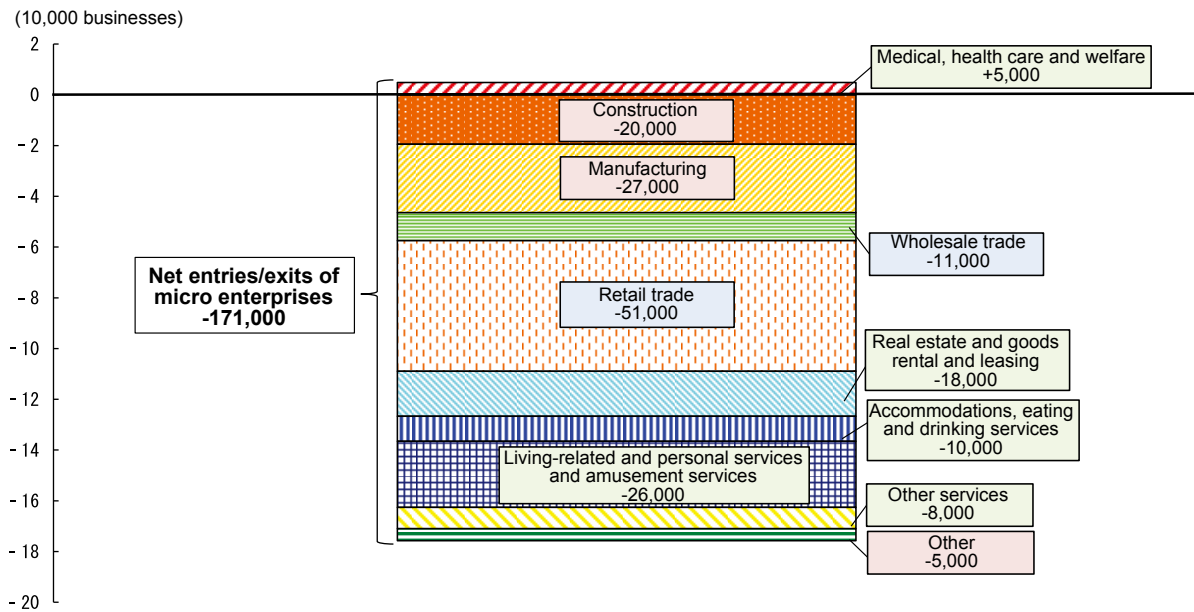 (10,000 businesses)
2
0
- 2
- 4
- 6
- 8
- 10
- 12
- 14
- 16
- 18
- 20
Net entries/exits of
micro enterprises
-171,000
Medical, health care and welfare
+5,000
Construction
-20,000
Manufacturing
-27,000
Wholesale trade
-11,000
Retail trade
-51,000
Real estate and goods
rental and leasing
-18,000
Accommodations, eating
and drinking services
-10,000
Living-related and personal services
and amusement services
-26,000
Other services
-8,000
Other
-5,000